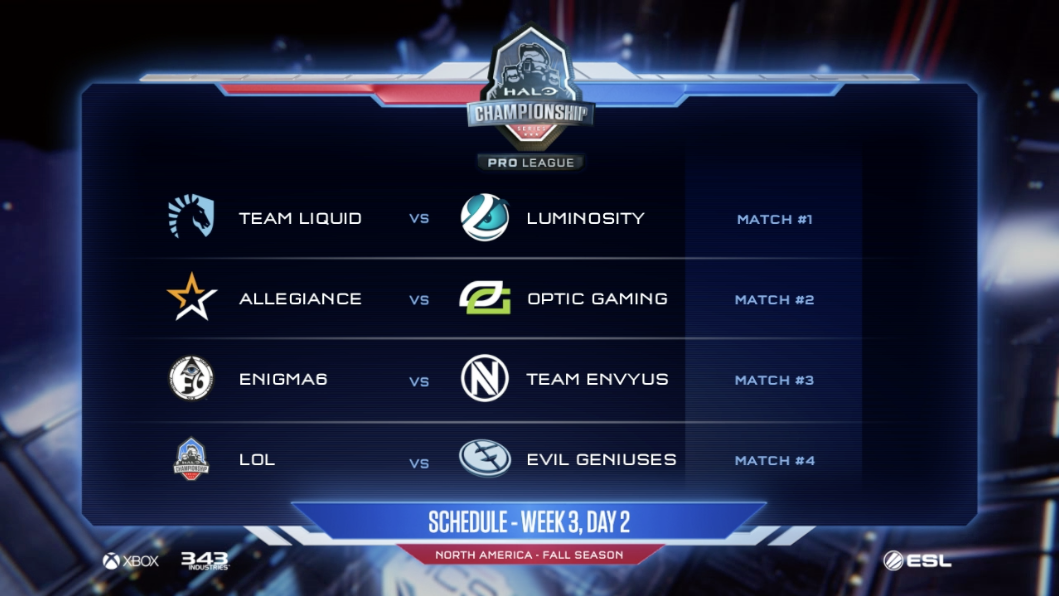 HALO
CHAMPIONSHIP
SERIES
PRO LEAGUE
TEAM LIQUID VS LUMINOSITY MATCH #1
ALLEGIANCE VS OPTIC GAMING MATCH #2
ENIGMA6 VS TEAM ENVYUS MATCH #3
LOL VS EVIL GENIUSES MATCH #4
SCHEDULE - WEEK 3, DAY 2
NORTH AMERICA - FALL SEASON
XBOX 343 INDUSTRIES ESL